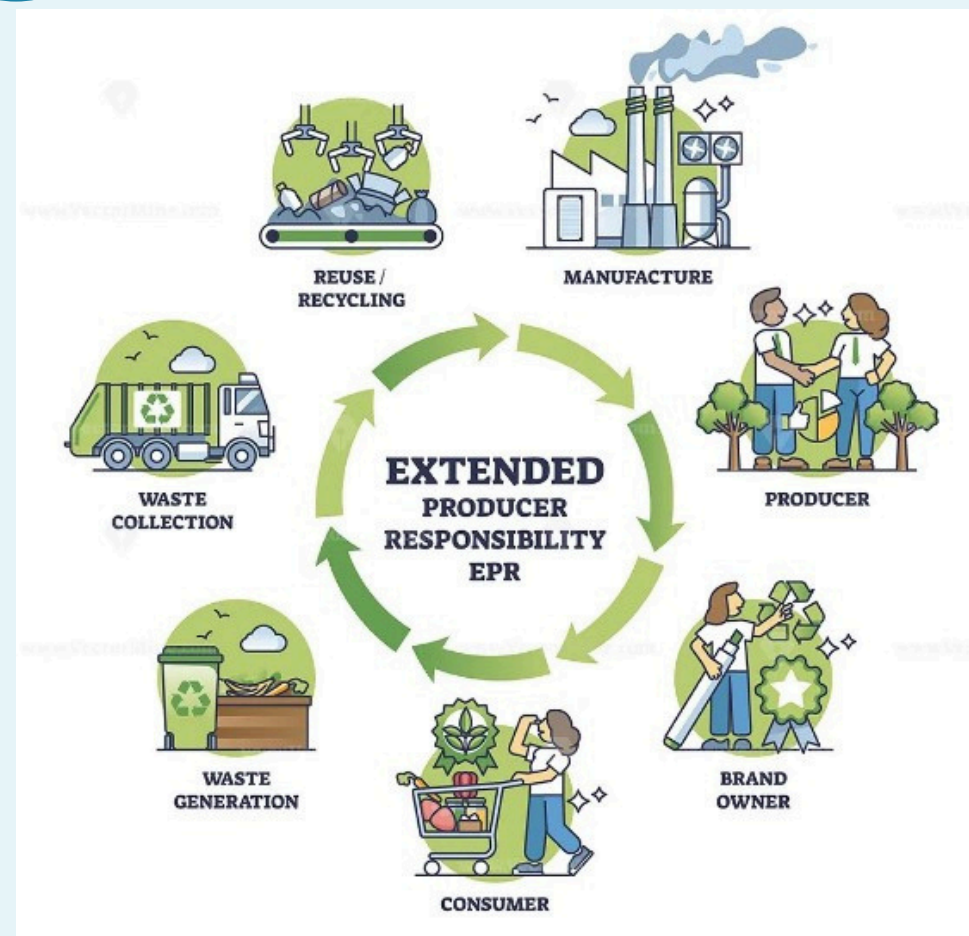 REUSE /
RECYCLING
MANUFACTURE
PRODUCER
BRAND
OWNER
CONSUMER
WASTE
GENERATION
WASTE
COLLECTION
EXTENDED
PRODUCER
RESPONSIBILITY
EPR